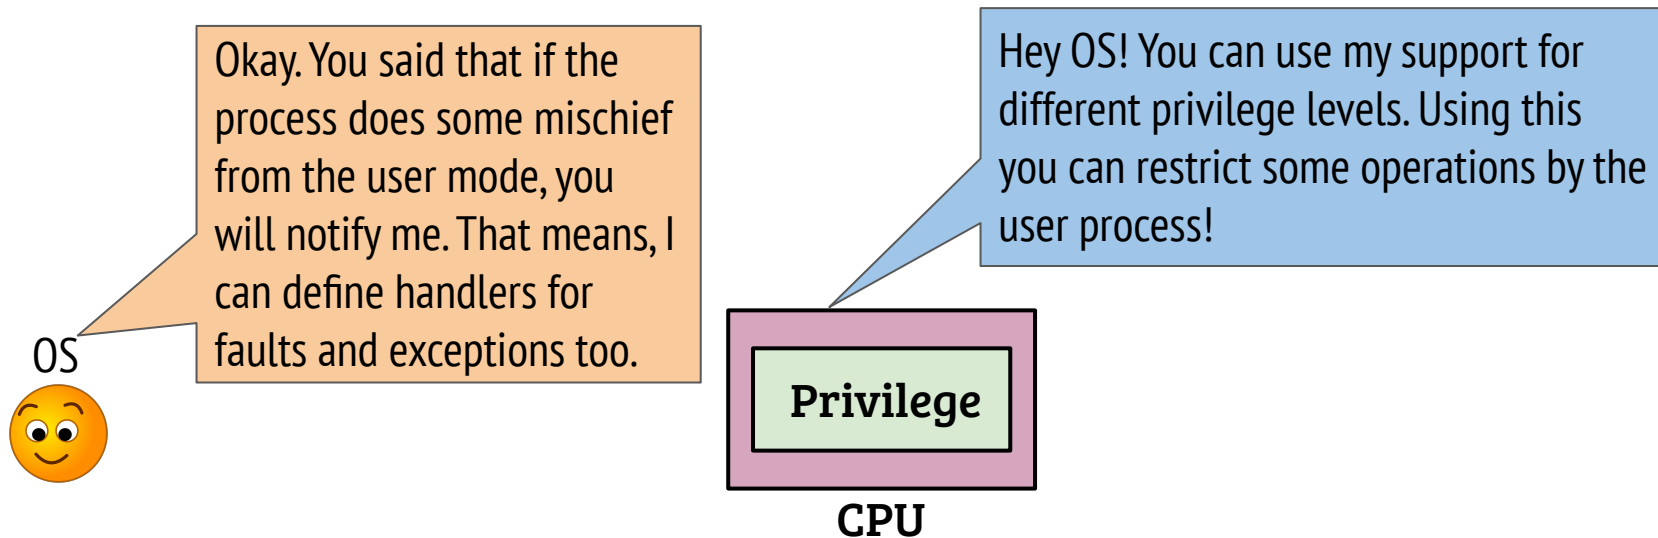 Okay. You said that if the
process does some mischief
from the user mode, you
will notify me. That means, I
can define handlers for
faults and exceptions too.
OS
Hey OS! You can use my support for
different privilege levels. Using this
you can restrict some operations by the
user process!
Privilege
CPU